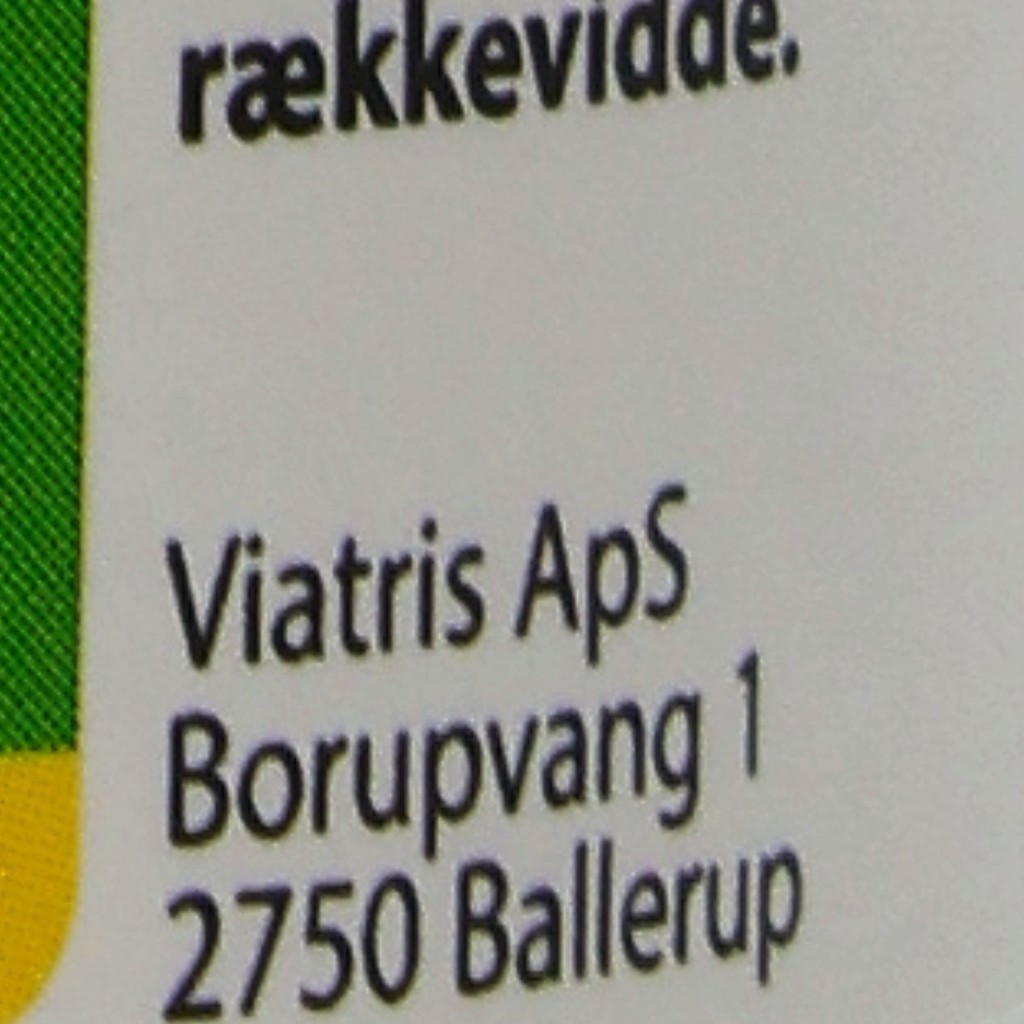 rækkevidde.
Viatris ApS
Borupvang 1
2750 Ballerup